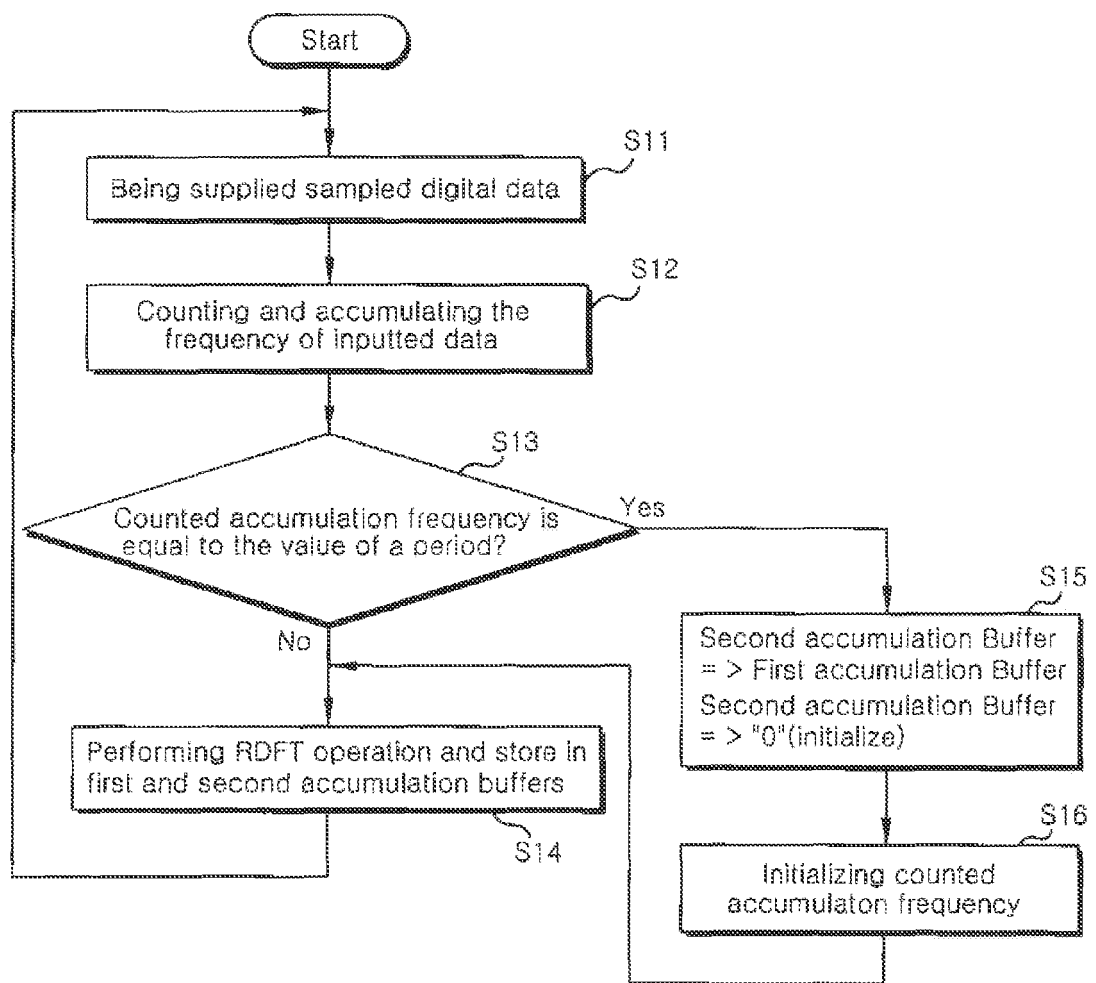 Start
S11
Being supplied sampled digital data
S12
Counting and accumulating the
frequency of inputted data
S13
Counted accumulation frequency is
equal to the value of a period?
Yes
No
S15
Second accumulation Buffer
= > First accumulation Buffer
Second accumulation Buffer
= > "0"(initialize)
Performing RDFT operation and store in
first and second accumulation buffers
S14
S16
Initializing counted
accumulaton frequency